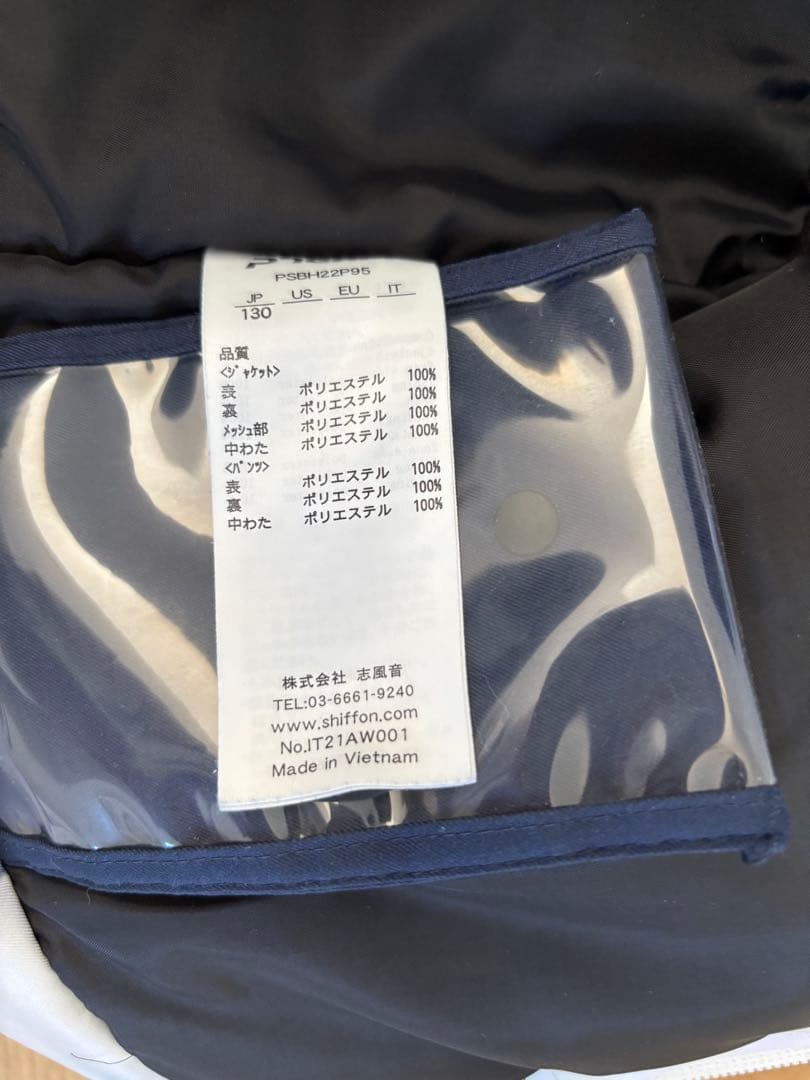 PSBH22P95
JP US EU IT
130
品質
<ｼﾞｬｹｯﾄ>
表 ポリエステル 100%
裏 ポリエステル 100%
ﾒｯｼｭ部 ポリエステル 100%
中わた ポリエステル 100%
<ﾊﾟﾝﾂ>
表 ポリエステル 100%
裏 ポリエステル 100%
中わた ポリエステル 100%
株式会社 志風音
TEL:03-6661-9240
www.shiffon.com
No.IT21AW001
Made in Vietnam